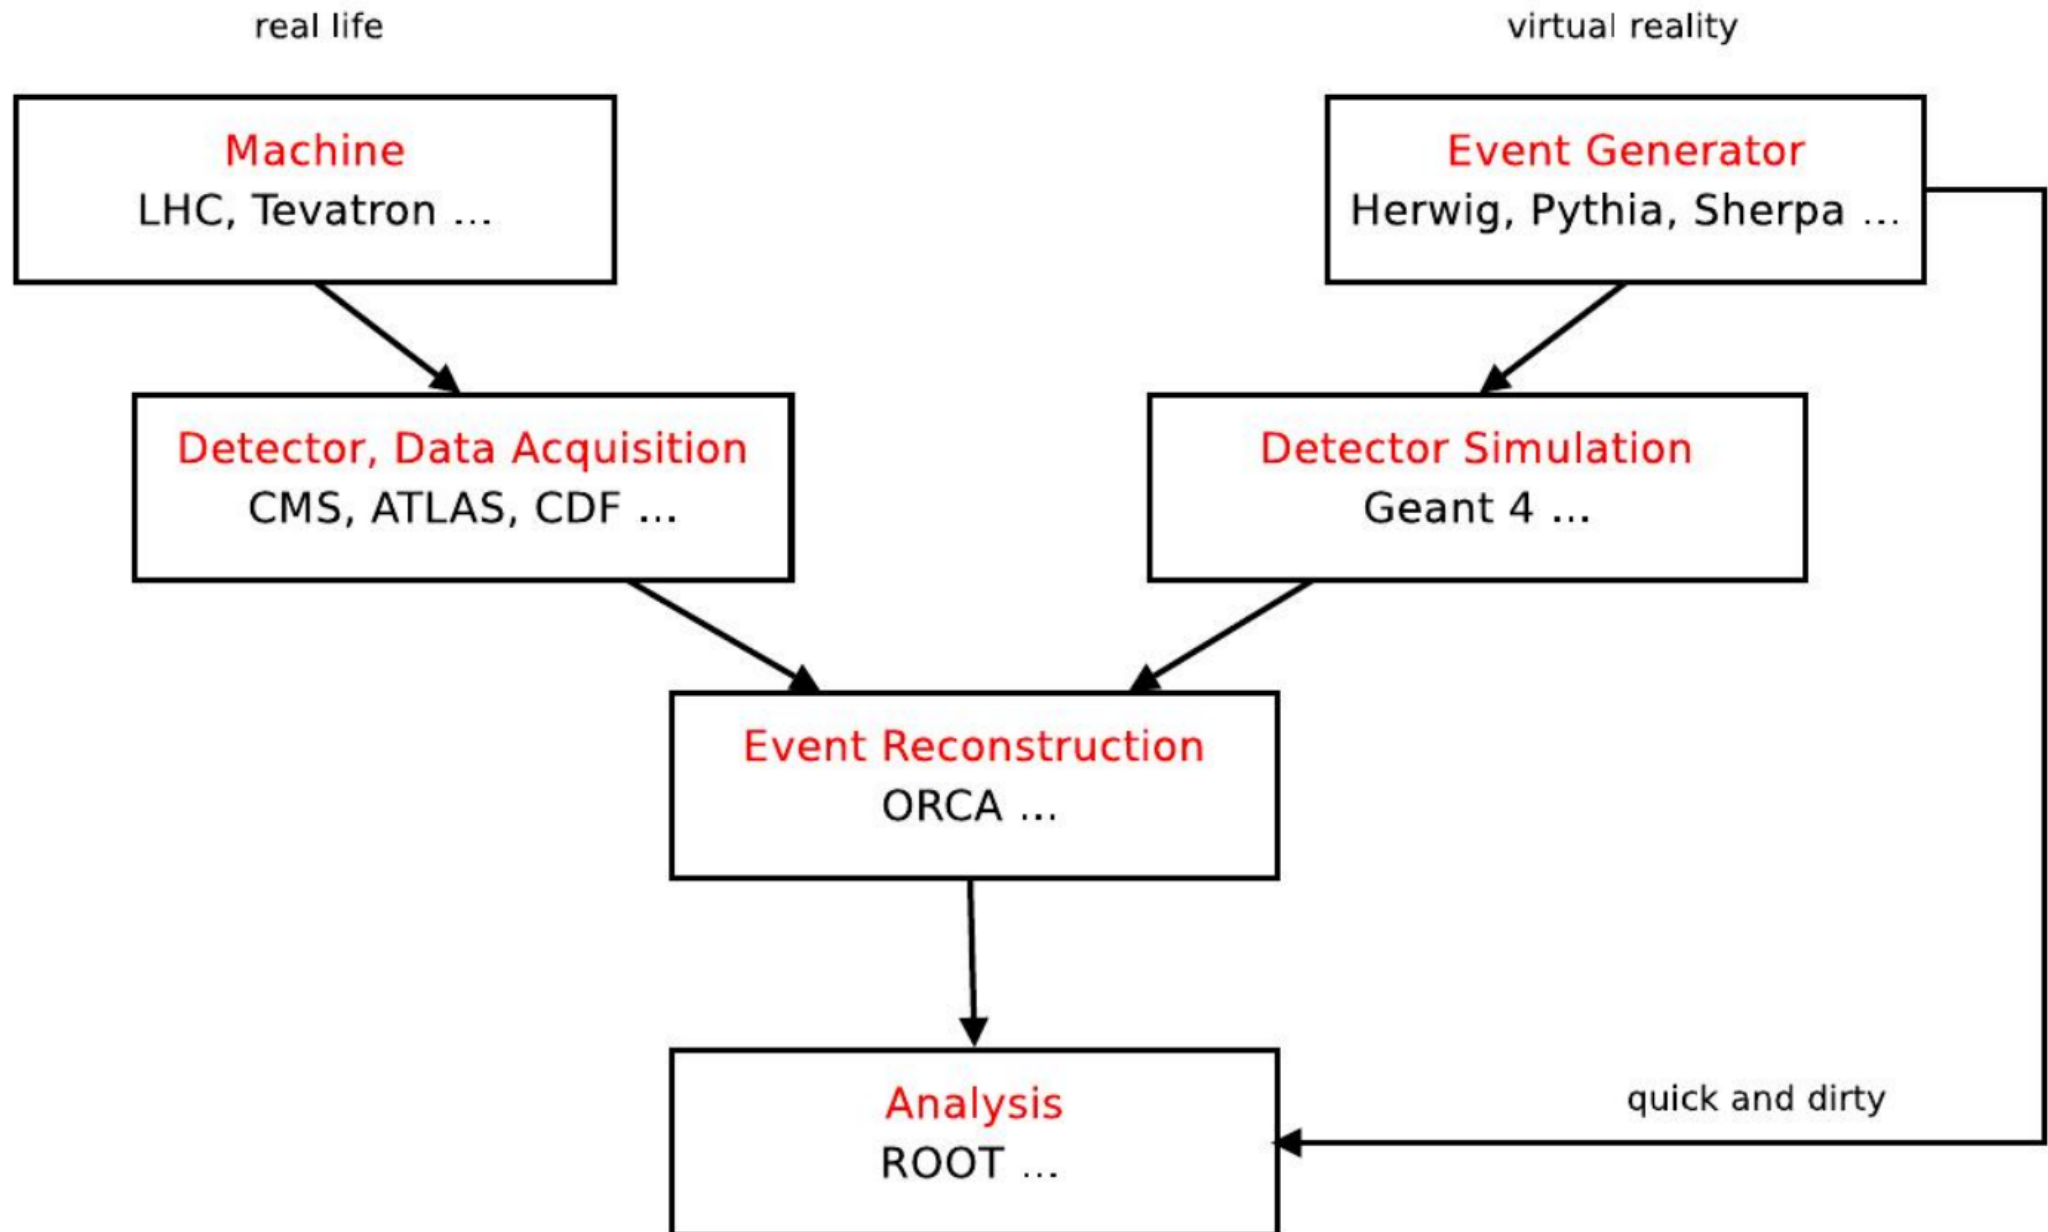 real life
virtual reality
Machine
LHC, Tevatron ...
Event Generator
Herwig, Pythia, Sherpa ...
Detector, Data Acquisition
CMS, ATLAS, CDF ...
Detector Simulation
Geant 4 ...
Event Reconstruction
ORCA ...
Analysis
ROOT ...
quick and dirty